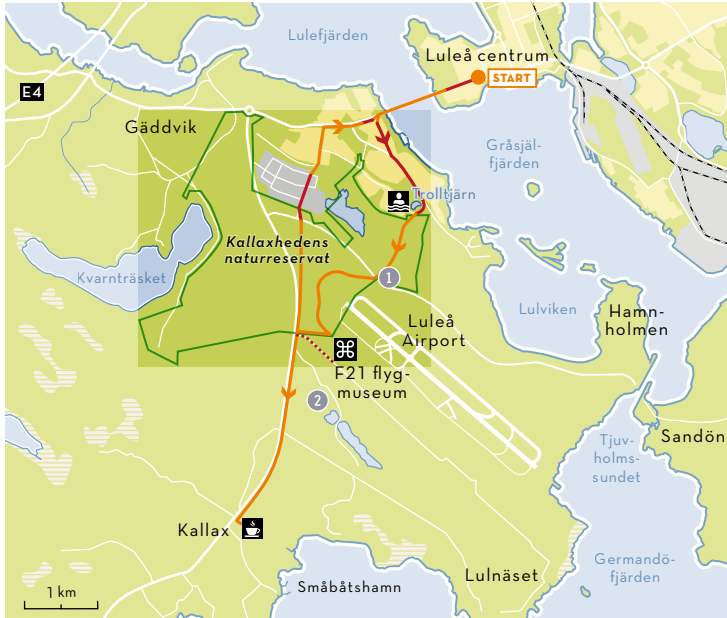 Lulefjärden
Luleå centrum
START
E4
Gäddvik
Gråsjäl-
fjärden
Trolltjärn
Kallaxhedens
naturreservat
Kvarnträsket
1
Lulviken
Hamn-
holmen
Luleå
Airport
F21 flyg-
museum
2
Tjuv-
holms-
sundet
Sandön
Kallax
Germandö-
fjärden
Lulnäset
Småbåtshamn
1 km